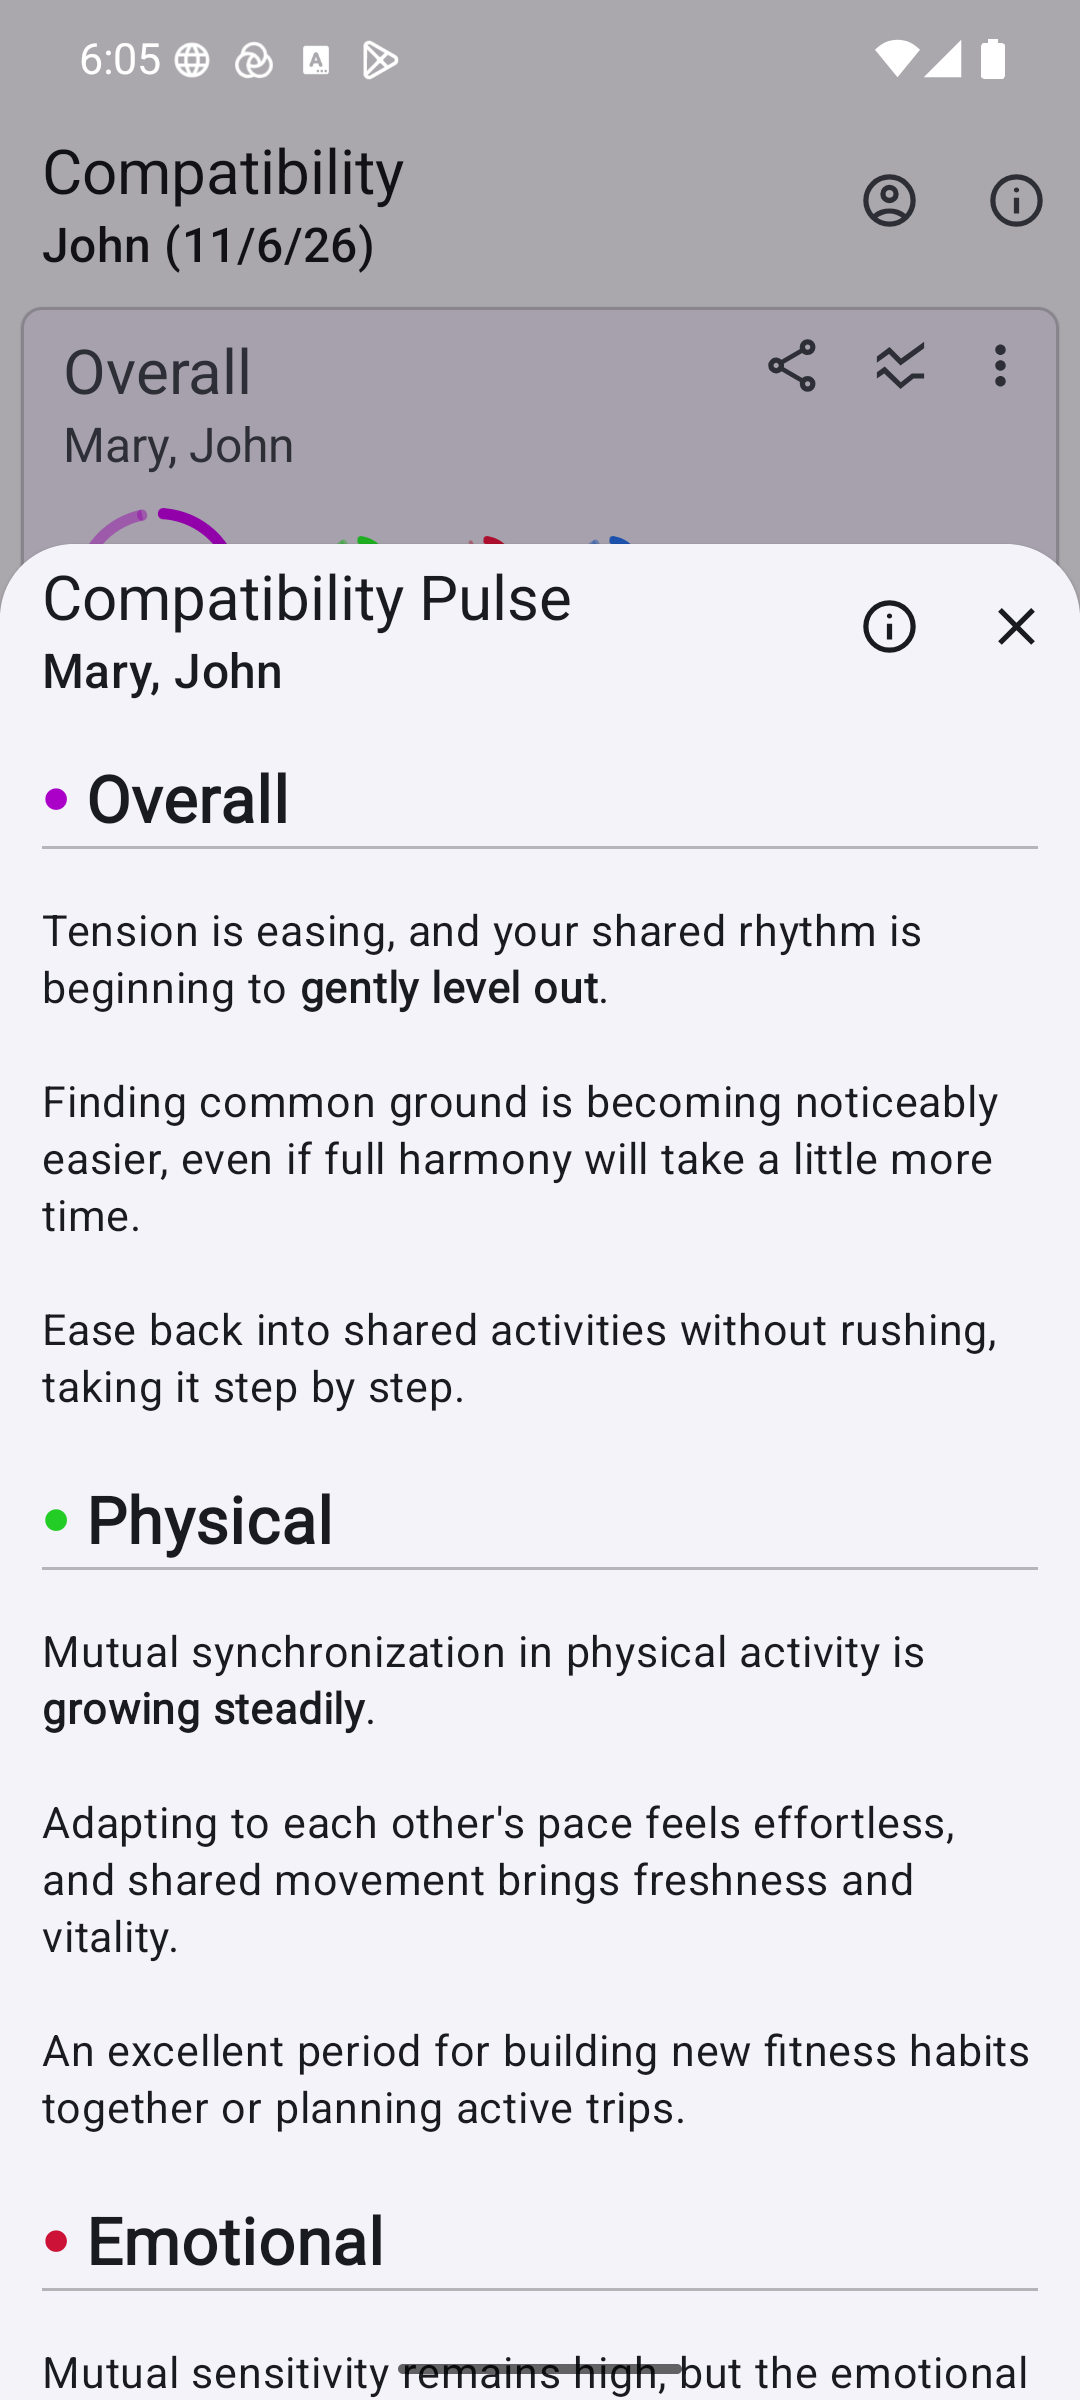 6:05
Compatibility
John (11/6/26)
Overall
Mary, John
Compatibility Pulse
Mary, John
Overall
Tension is easing, and your shared rhythm is
beginning to gently level out.
Finding common ground is becoming noticeably
easier, even if full harmony will take a little more
time.
Ease back into shared activities without rushing,
taking it step by step.
Physical
Mutual synchronization in physical activity is
growing steadily.
Adapting to each other's pace feels effortless,
and shared movement brings freshness and
vitality.
An excellent period for building new fitness habits
together or planning active trips.
Emotional
Mutual sensitivity remains high, but the emotional